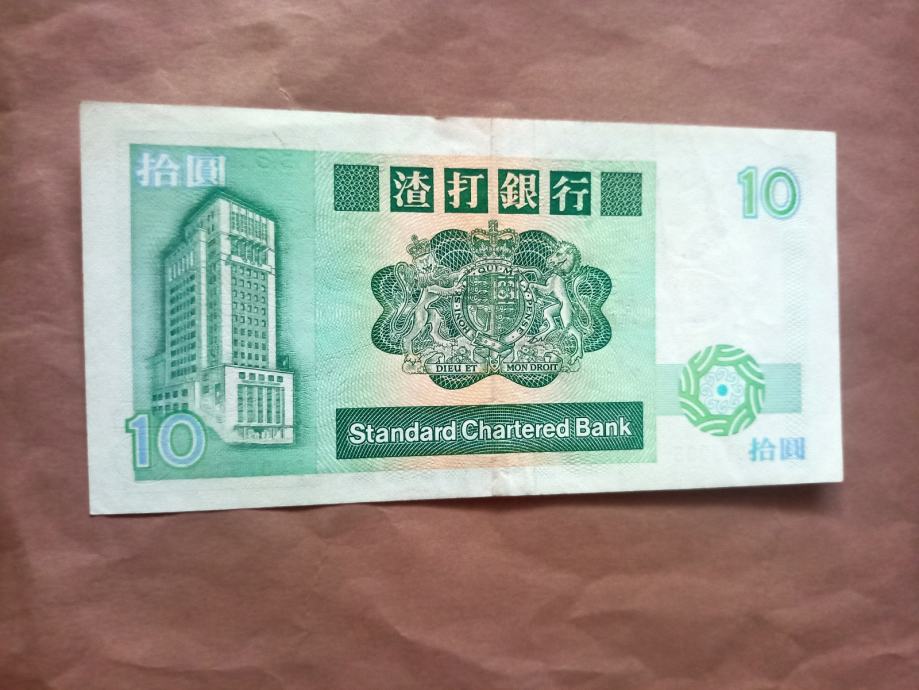 拾圓
渣打銀行
10
DIEU ET MON DROIT
10
Standard Chartered Bank
拾圓